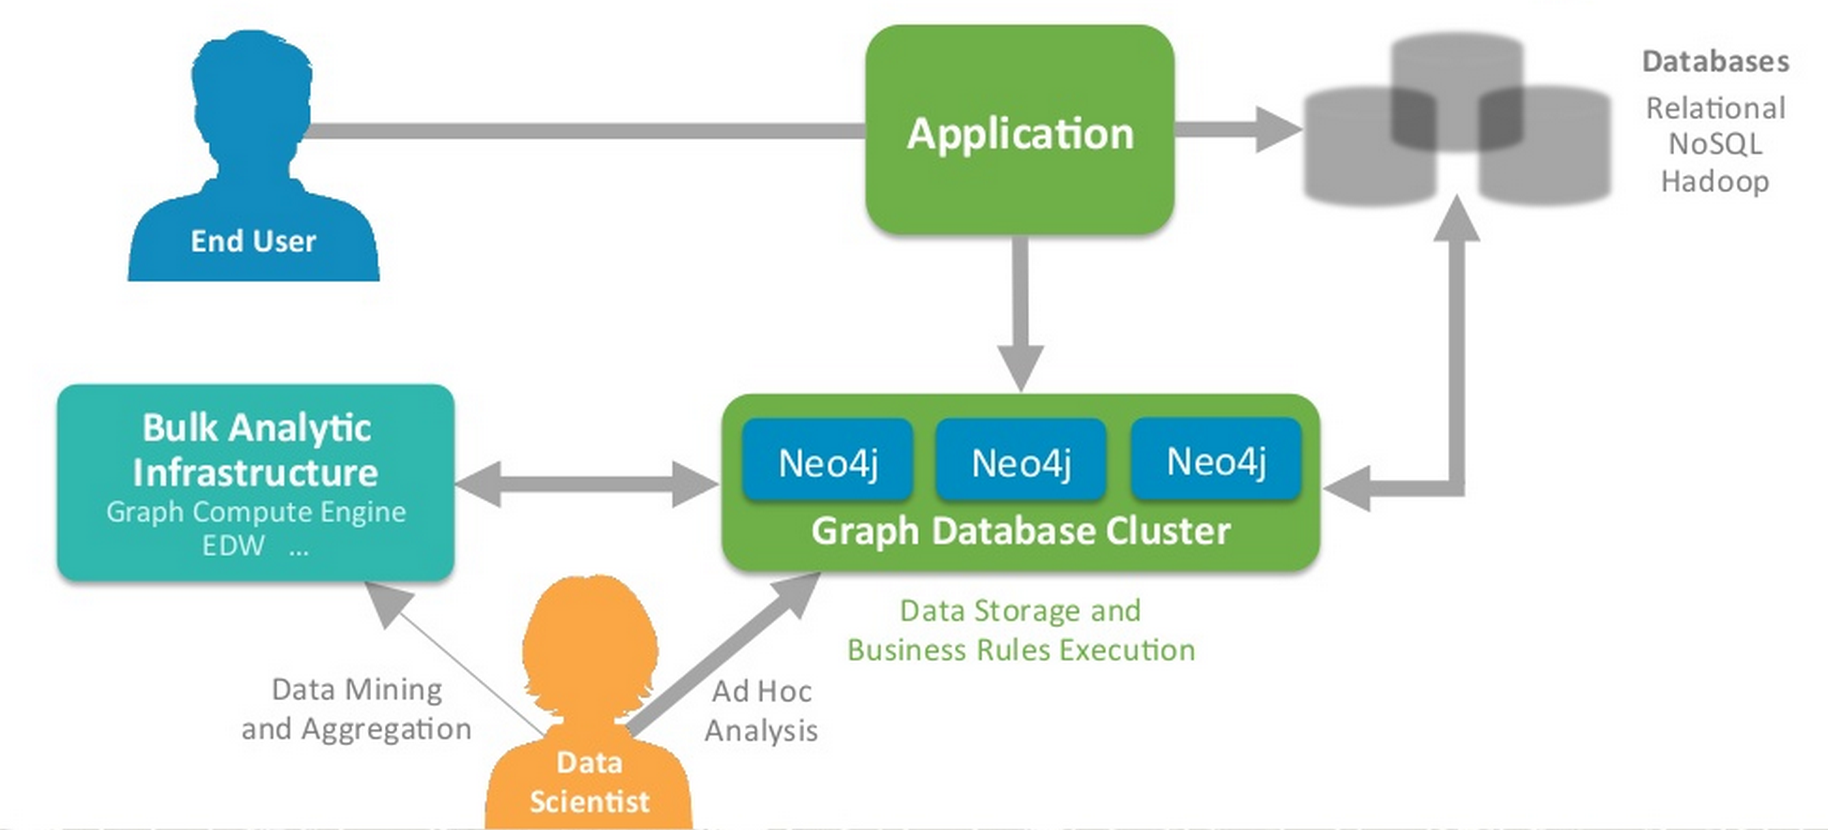 End User
Application
Databases
Relational
NoSQL
Hadoop
Bulk Analytic
Infrastructure
Graph Compute Engine
EDW ...
Neo4j
Neo4j
Neo4j
Graph Database Cluster
Data Storage and
Business Rules Execution
Data Mining
and Aggregation
Ad Hoc
Analysis
Data
Scientist